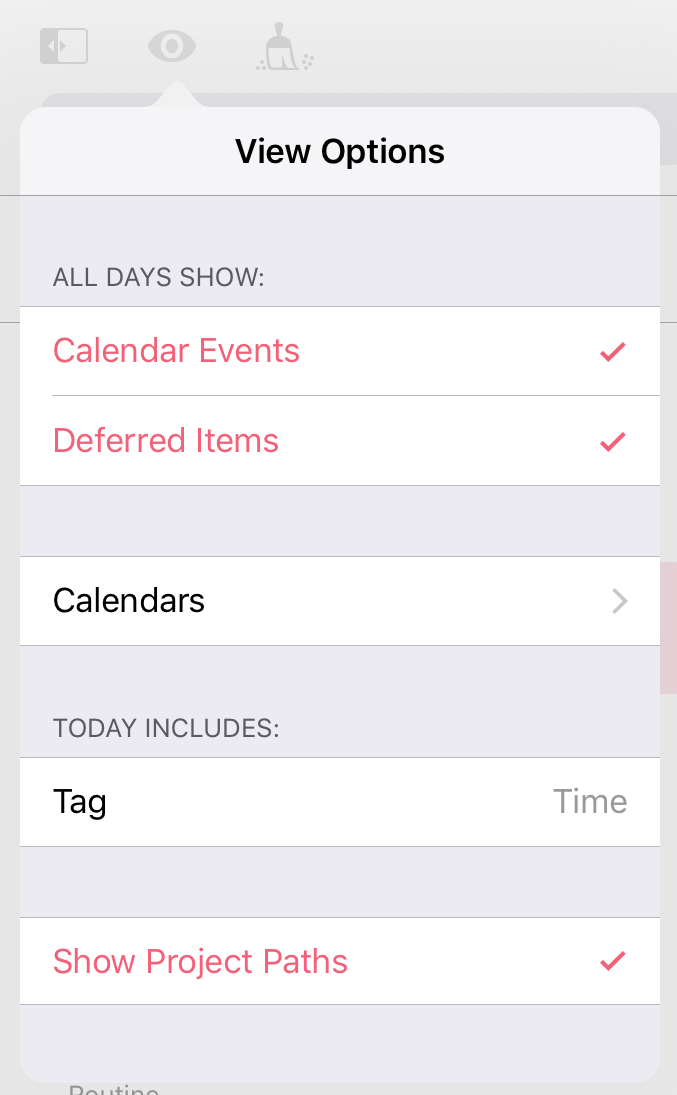 View Options
ALL DAYS SHOW:
Calendar Events
Deferred Items
Calendars
TODAY INCLUDES:
Tag Time
Show Project Paths
Routine